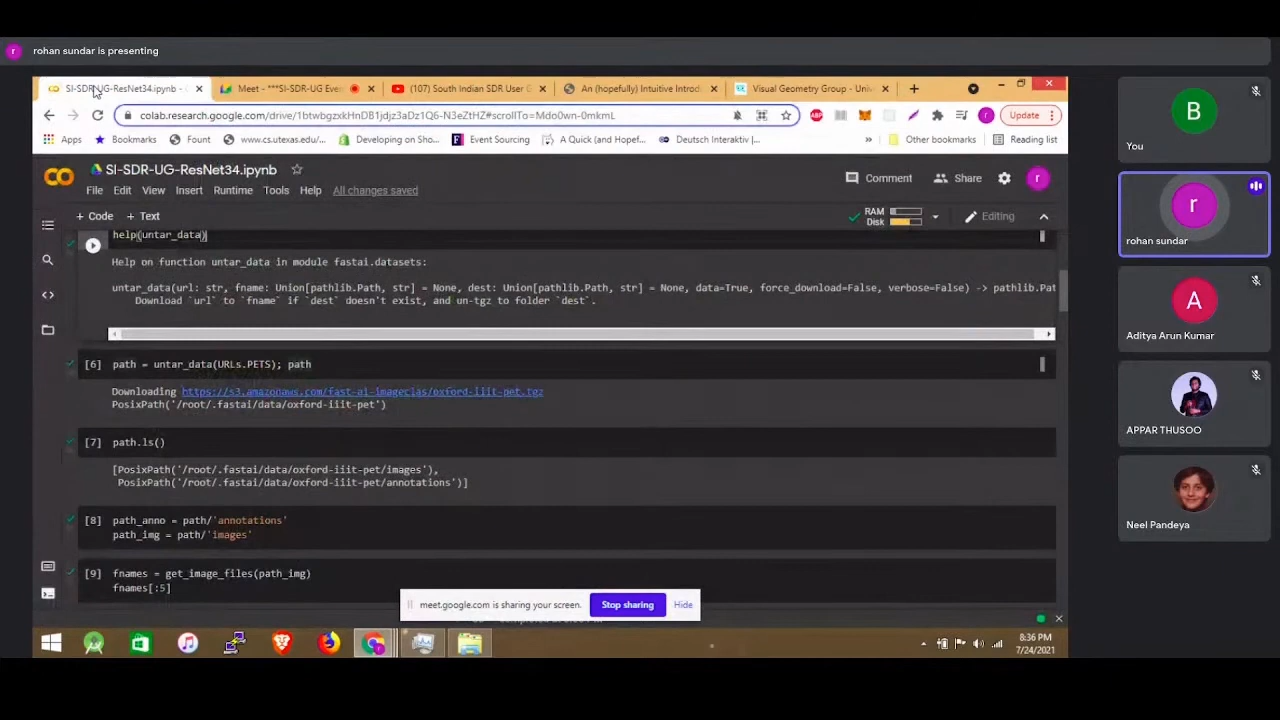 r
rohan sundar is presenting
SI-SDR-UG-ResNet34.ipynb -
Meet - ***SI-SDR-UG Eve
(107) South Indian SDR User G
An (hopefully) Intuitive Introd
Visual Geometry Group - Univ
colab.research.google.com/drive/1btwbgzxkHnDB1jdjz3aDz1Q6-N3eZtHZ#scrollTo=Mdo0wn-0mkmL
ABP
r
Update
Apps
Bookmarks
Fount
www.cs.utexas.edu/...
Developing on Sho...
Event Sourcing
A Quick (and Hopef...
Deutsch Interaktiv |...
Other bookmarks
Reading list
SI-SDR-UG-ResNet34.ipynb
File Edit View Insert Runtime Tools Help All changes saved
Comment
Share
r
+ Code + Text
RAM
Disk
Editing
help(untar_data)
Help on function untar_data in module fastai.datasets:
untar_data(url: str, fname: Union[pathlib.Path, str] = None, dest: Union[pathlib.Path, str] = None, data=True, force_download=False, verbose=False) -> pathlib.Pat
Download `url` to `fname` if `dest` doesn't exist, and un-tgz to folder `dest`.
[6] path = untar_data(URLs.PETS); path
Downloading https://s3.amazonaws.com/fast-ai-imageclas/oxford-iiit-pet.tgz
PosixPath('/root/.fastai/data/oxford-iiit-pet')
[7] path.ls()
[PosixPath('/root/.fastai/data/oxford-iiit-pet/images'),
PosixPath('/root/.fastai/data/oxford-iiit-pet/annotations')]
[8] path_anno = path/'annotations'
path_img = path/'images'
[9] fnames = get_image_files(path_img)
fnames[:5]
meet.google.com is sharing your screen.
Stop sharing
Hide
8:36 PM
7/24/2021
B
You
r
rohan sundar
A
Aditya Arun Kumar
APPAR THUSOO
Neel Pandeya